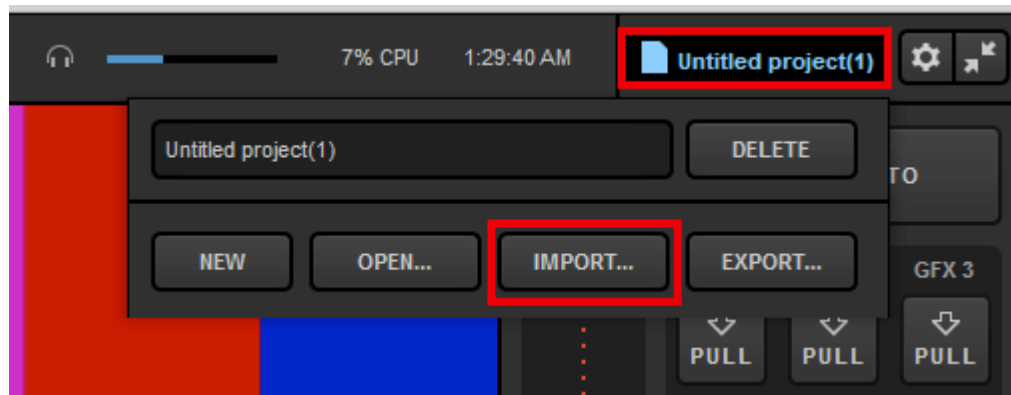 7% CPU 1:29:40 AM Untitled project(1)
Untitled project(1) DELETE
TO
NEW OPEN... IMPORT... EXPORT...
GFX 3
PULL PULL PULL